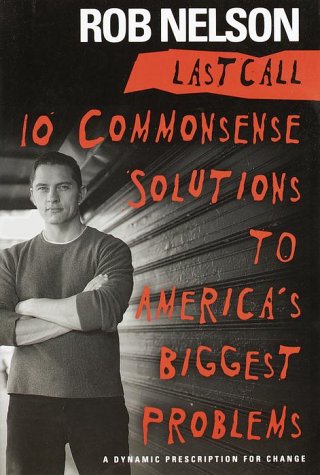 ROB NELSON
LAST CALL
10 COMMONSENSE
SOLUTIONS
TO
AMERICA'S
BIGGEST
PROBLEMS
A DYNAMIC PRESCRIPTION FOR CHANGE